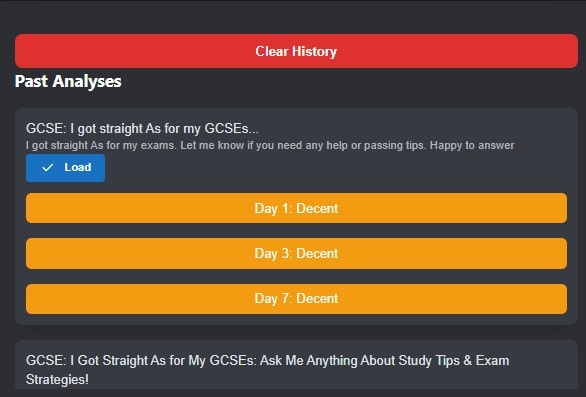 Clear History
Past Analyses
GCSE: I got straight As for my GCSEs...
I got straight As for my exams. Let me know if you need any help or passing tips. Happy to answer
Load
Day 1: Decent
Day 3: Decent
Day 7: Decent
GCSE: I Got Straight As for My GCSEs: Ask Me Anything About Study Tips & Exam
Strategies!